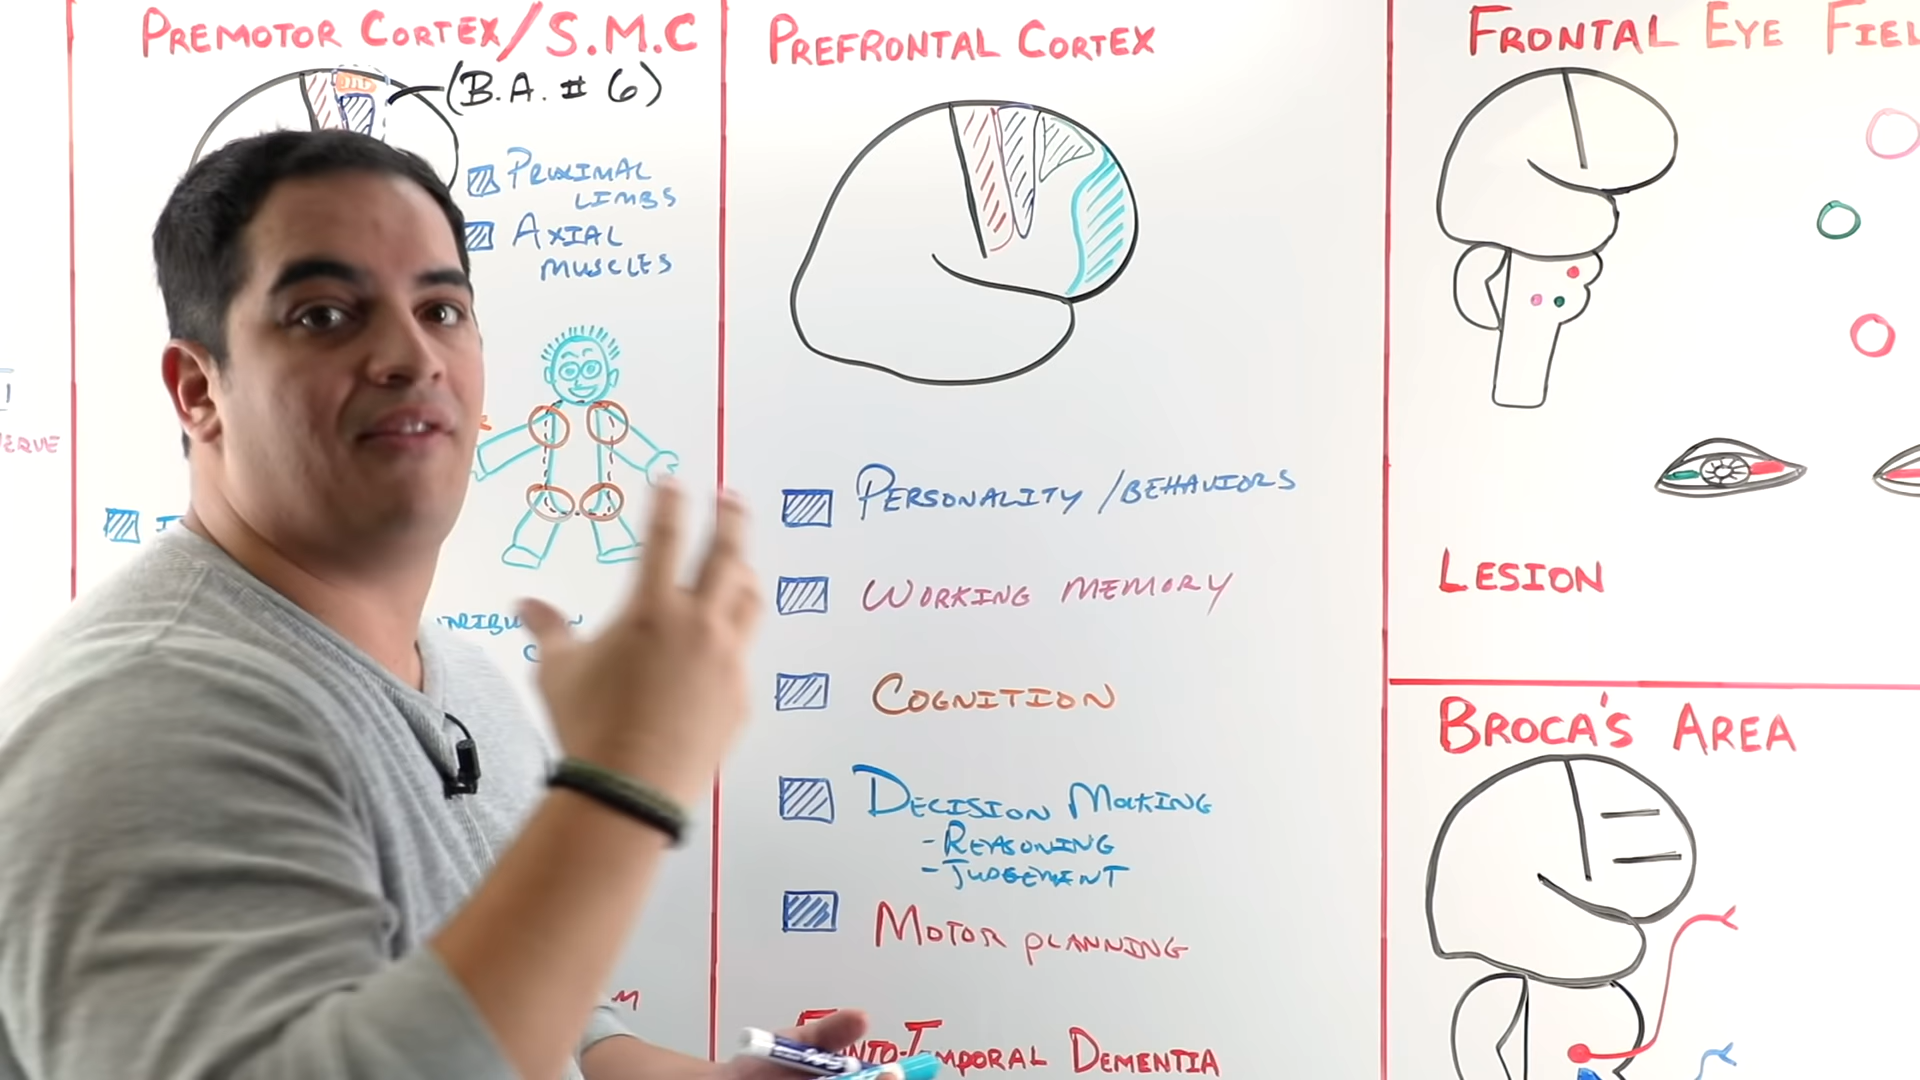 PREMOTOR CORTEX/S.M.C
(B.A. # 6)
PROXIMAL
LIMBS
AXIAL
MUSCLES
PREFRONTAL CORTEX
PERSONALITY/BEHAVIORS
WORKING MEMORY
COGNITION
DECISION MAKING
-REASONING
-JUDGEMENT
MOTOR PLANNING
TEMPORAL DEMENTIA
FRONTAL EYE FIEL
LESION
BROCA'S AREA